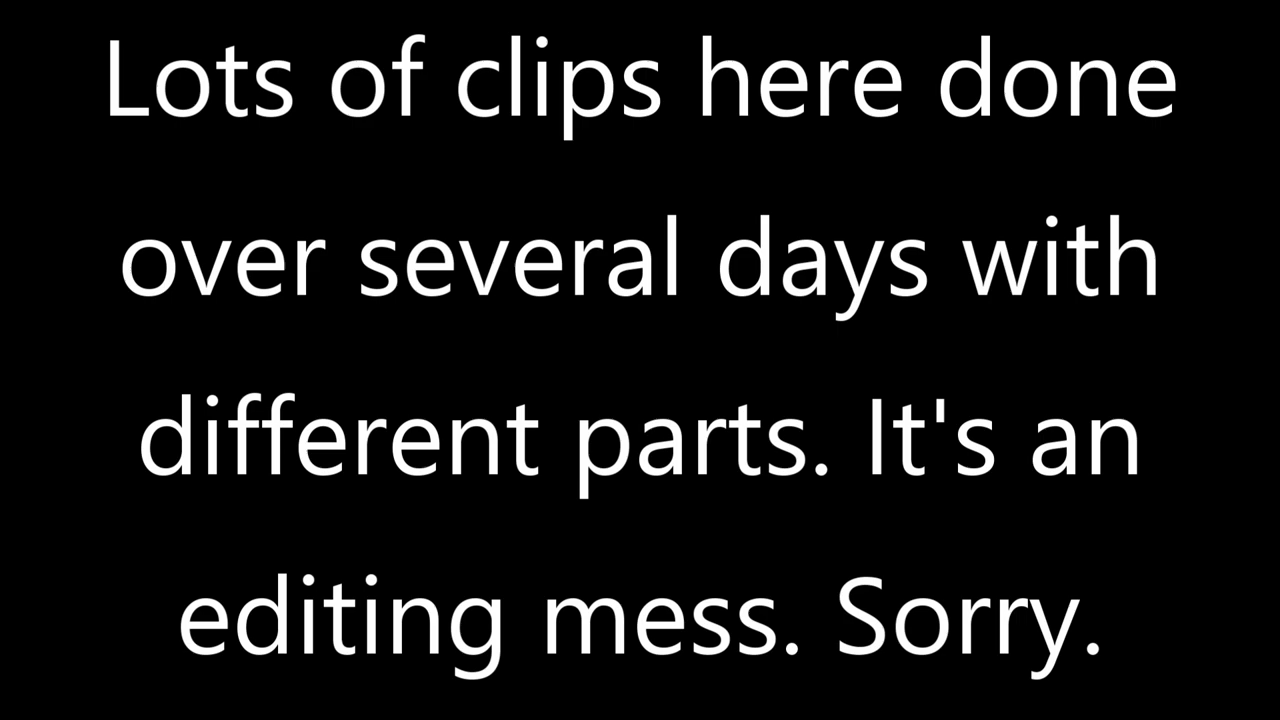 Lots of clips here done
over several days with
different parts. It's an
editing mess. Sorry.